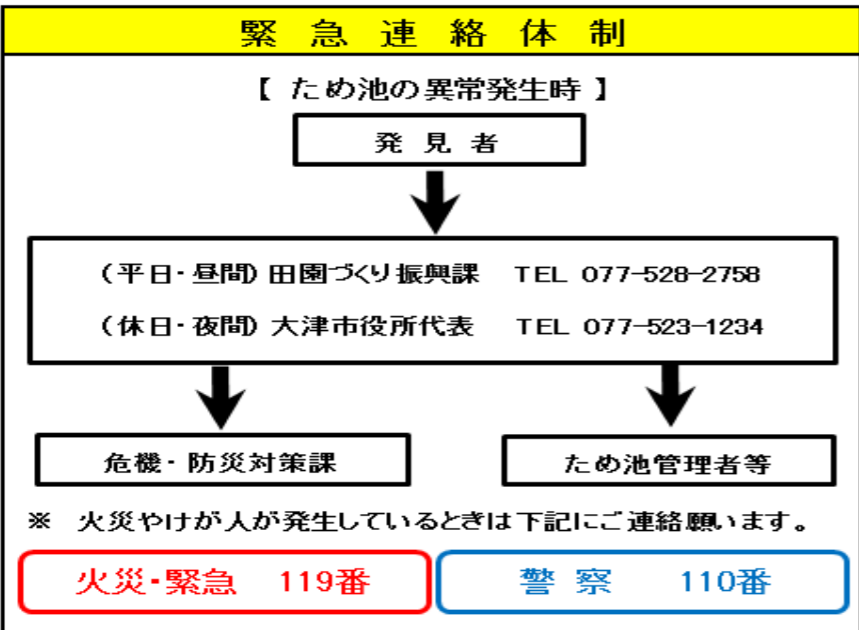 緊急連絡体制
【ため池の異常発生時】
発見者
(平日・昼間)田園づくり振興課 TEL 077-528-2758
(休日・夜間)大津市役所代表 TEL 077-523-1234
危機・防災対策課
ため池管理者等
※ 火災やけが人が発生しているときは下記にご連絡願います。
火災・緊急 119番
警察 110番